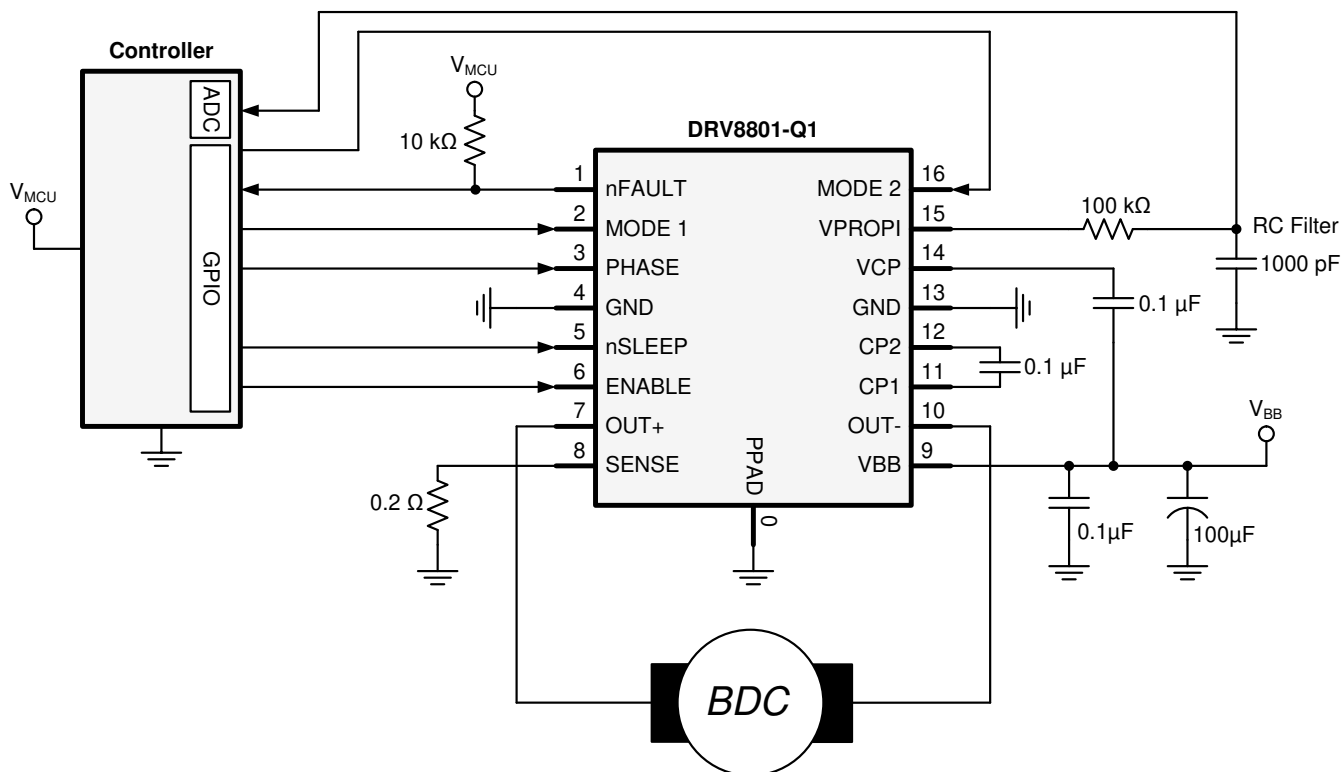 Controller
V_MCU
ADC
GPIO
V_MCU
10 kΩ
DRV8801-Q1
1
nFAULT
2
MODE 1
3
PHASE
4
GND
5
nSLEEP
6
ENABLE
7
OUT+
8
SENSE
16
MODE 2
15
VPROPI
14
VCP
13
GND
12
CP2
11
CP1
10
OUT-
9
VBB
PPAD
0
100 kΩ
RC Filter
1000 pF
0.1 µF
0.1 µF
V_BB
0.1µF
100µF
0.2 Ω
BDC